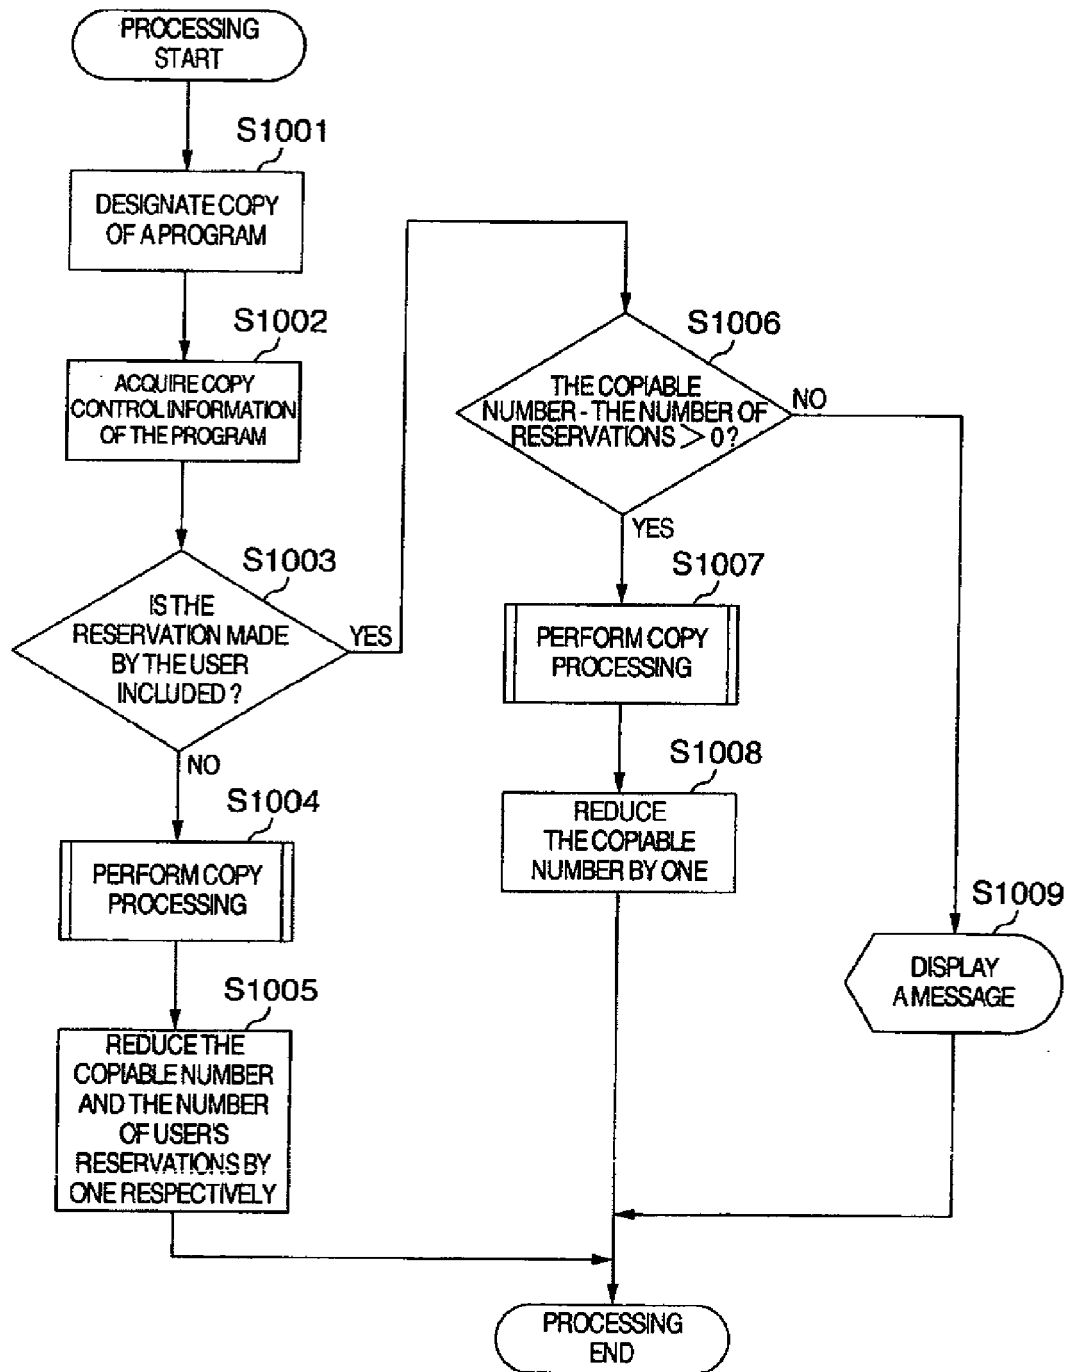 PROCESSING
START
S1001
DESIGNATE COPY
OF A PROGRAM
S1002
ACQUIRE COPY
CONTROL INFORMATION
OF THE PROGRAM
S1003
IS THE
RESERVATION MADE
BY THE USER
INCLUDED?
YES
NO
S1004
PERFORM COPY
PROCESSING
S1005
REDUCE THE
COPIABLE NUMBER
AND THE NUMBER
OF USER'S
RESERVATIONS BY
ONE RESPECTIVELY
S1006
THE COPIABLE
NUMBER - THE NUMBER OF
RESERVATIONS > 0?
NO
YES
S1007
PERFORM COPY
PROCESSING
S1008
REDUCE
THE COPIABLE
NUMBER BY ONE
S1009
DISPLAY
A MESSAGE
PROCESSING
END